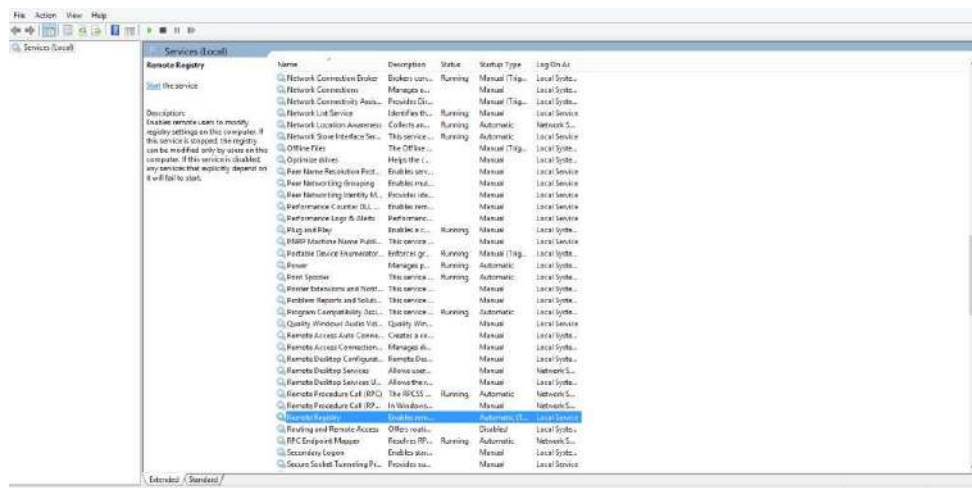 File Action View Help
Services (Local)
Services (Local)
Remote Registry
Start the service
Description:
Enables remote users to modify
registry settings on this computer. If
this service is stopped, the registry
can be modified only by users on this
computer. If this service is disabled,
any services that explicitly depend on
it will fail to start.
Name Description Status Startup Type Log On As
Network Connection Broker Brokers con... Running Manual (Trig... Local Syste...
Network Connections Manages o... Manual Local Syste...
Network Connectivity Assis... Provides Dir... Manual (Trig... Local Syste...
Network List Service Identifies th... Running Manual Local Service
Network Location Awareness Collects an... Running Automatic Network S...
Network Store Interface Ser... This service... Running Automatic Local Service
Offline Files The Offline ... Manual (Trig... Local Syste...
Optimize drives Helps the c... Manual Local Syste...
Peer Name Resolution Prot... Enables serv... Manual Local Service
Peer Networking Grouping Enables mul... Manual Local Service
Peer Networking Identity M... Provides ide... Manual Local Service
Performance Counter DLL ... Enables rem... Manual Local Service
Performance Logs & Alerts Performanc... Manual Local Service
Plug and Play Enables a c... Running Manual Local Syste...
PNRP Machine Name Publi... This service ... Manual Local Service
Portable Device Enumerator... Enforces gr... Running Manual (Trig... Local Syste...
Power Manages p... Running Automatic Local Syste...
Print Spooler This service ... Running Automatic Local Syste...
Printer Extensions and Notif... This service ... Manual Local Syste...
Problem Reports and Soluti... This service ... Manual Local Syste...
Program Compatibility Assi... This service ... Running Automatic Local Syste...
Quality Windows Audio Vid... Quality Win... Manual Local Service
Remote Access Auto Conne... Creates a co... Manual Local Syste...
Remote Access Connection... Manages di... Manual Local Syste...
Remote Desktop Configurat... Remote Des... Manual Local Syste...
Remote Desktop Services Allows user... Manual Network S...
Remote Desktop Services U... Allows the r... Manual Local Syste...
Remote Procedure Call (RPC) The RPCSS ... Running Automatic Network S...
Remote Procedure Call (RP... In Windows... Manual Network S...
Remote Registry Enables rem... Automatic (T... Local Service
Routing and Remote Access Offers routi... Disabled Local Syste...
RPC Endpoint Mapper Resolves RP... Running Automatic Network S...
Secondary Logon Enables star... Manual Local Syste...
Secure Socket Tunneling Pr... Provides su... Manual Local Service
Extended Standard